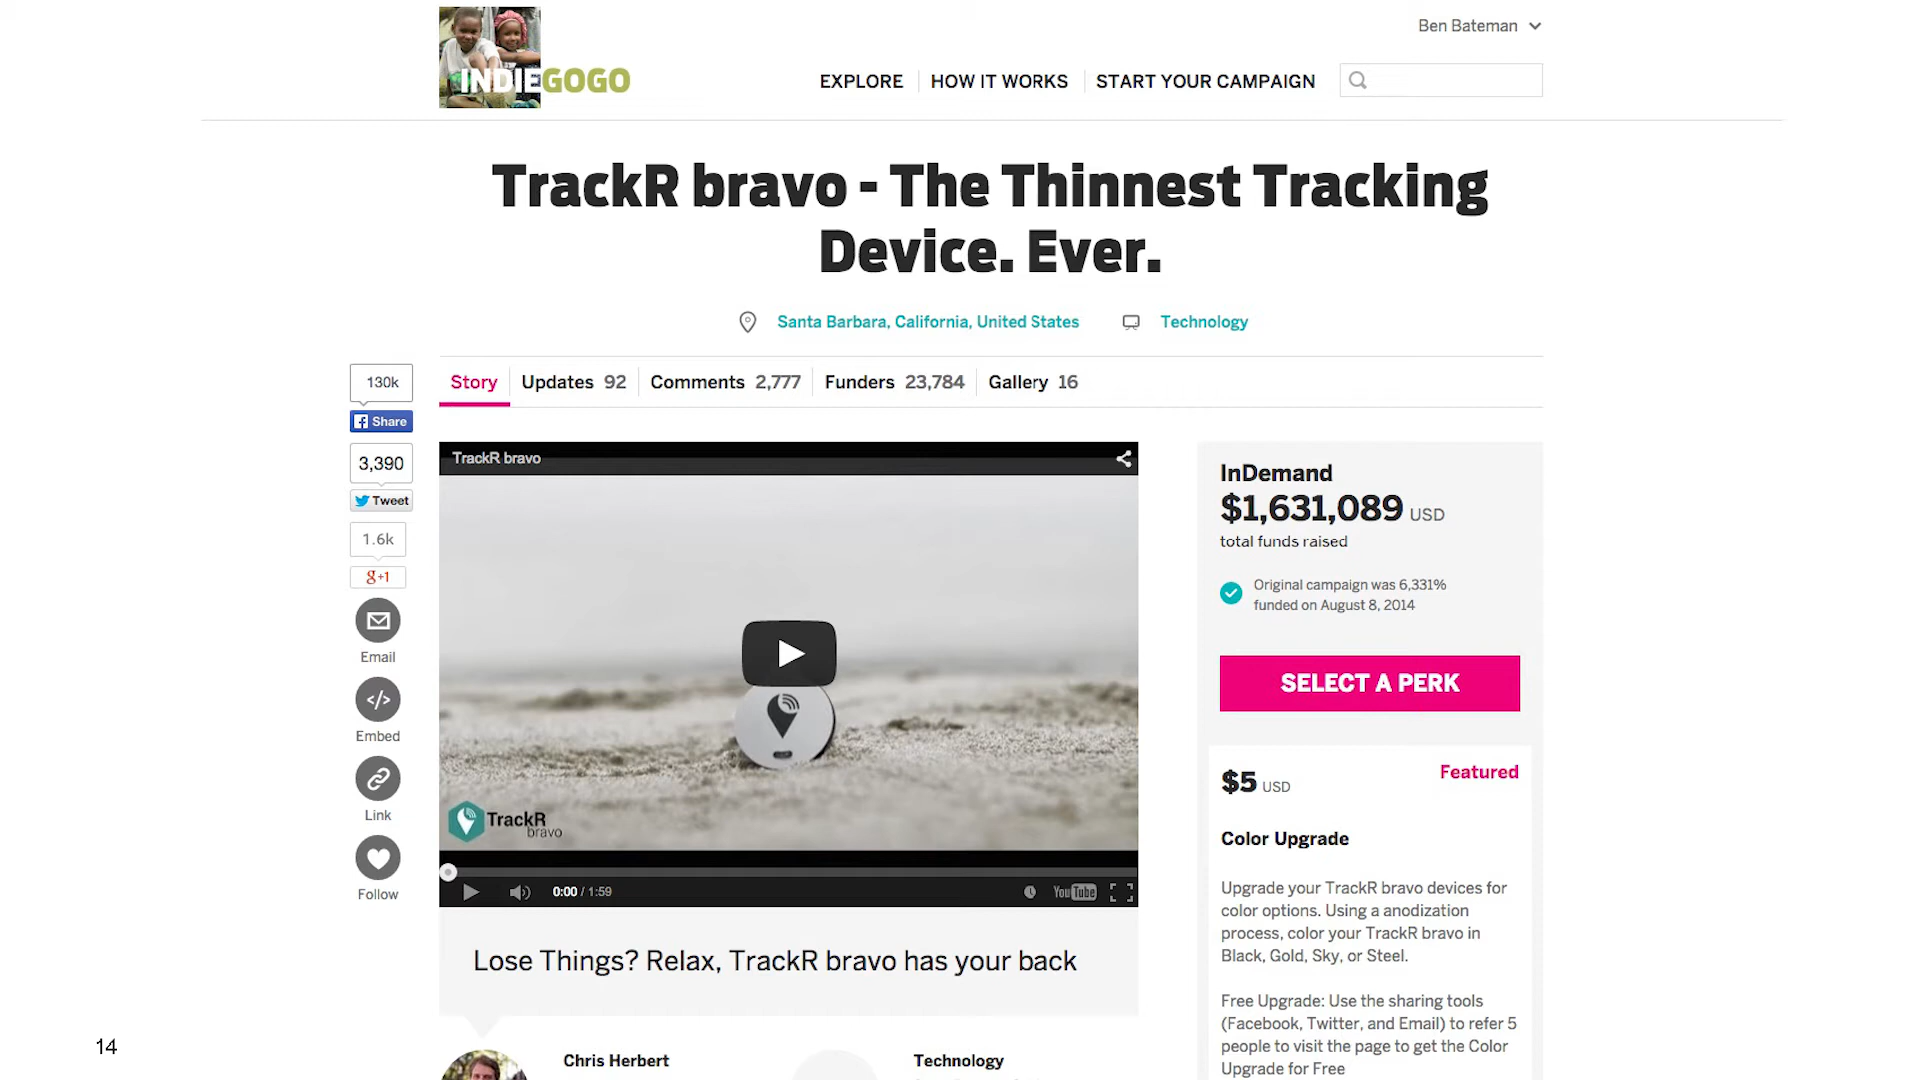 Ben Bateman
INDIEGOGO
EXPLORE
HOW IT WORKS
START YOUR CAMPAIGN
TrackR bravo - The Thinnest Tracking
Device. Ever.
Santa Barbara, California, United States
Technology
Story
Updates 92
Comments 2,777
Funders 23,784
Gallery 16
130k
Share
3,390
Tweet
1.6k
g+1
Email
Embed
Link
Follow
TrackR bravo
TrackR
bravo
0:00 / 1:59
YouTube
Lose Things? Relax, TrackR bravo has your back
Chris Herbert
Technology
InDemand
$1,631,089 USD
total funds raised
Original campaign was 6,331%
funded on August 8, 2014
SELECT A PERK
$5 USD
Featured
Color Upgrade
Upgrade your TrackR bravo devices for
color options. Using a anodization
process, color your TrackR bravo in
Black, Gold, Sky, or Steel.
Free Upgrade: Use the sharing tools
(Facebook, Twitter, and Email) to refer 5
people to visit the page to get the Color
Upgrade for Free
14